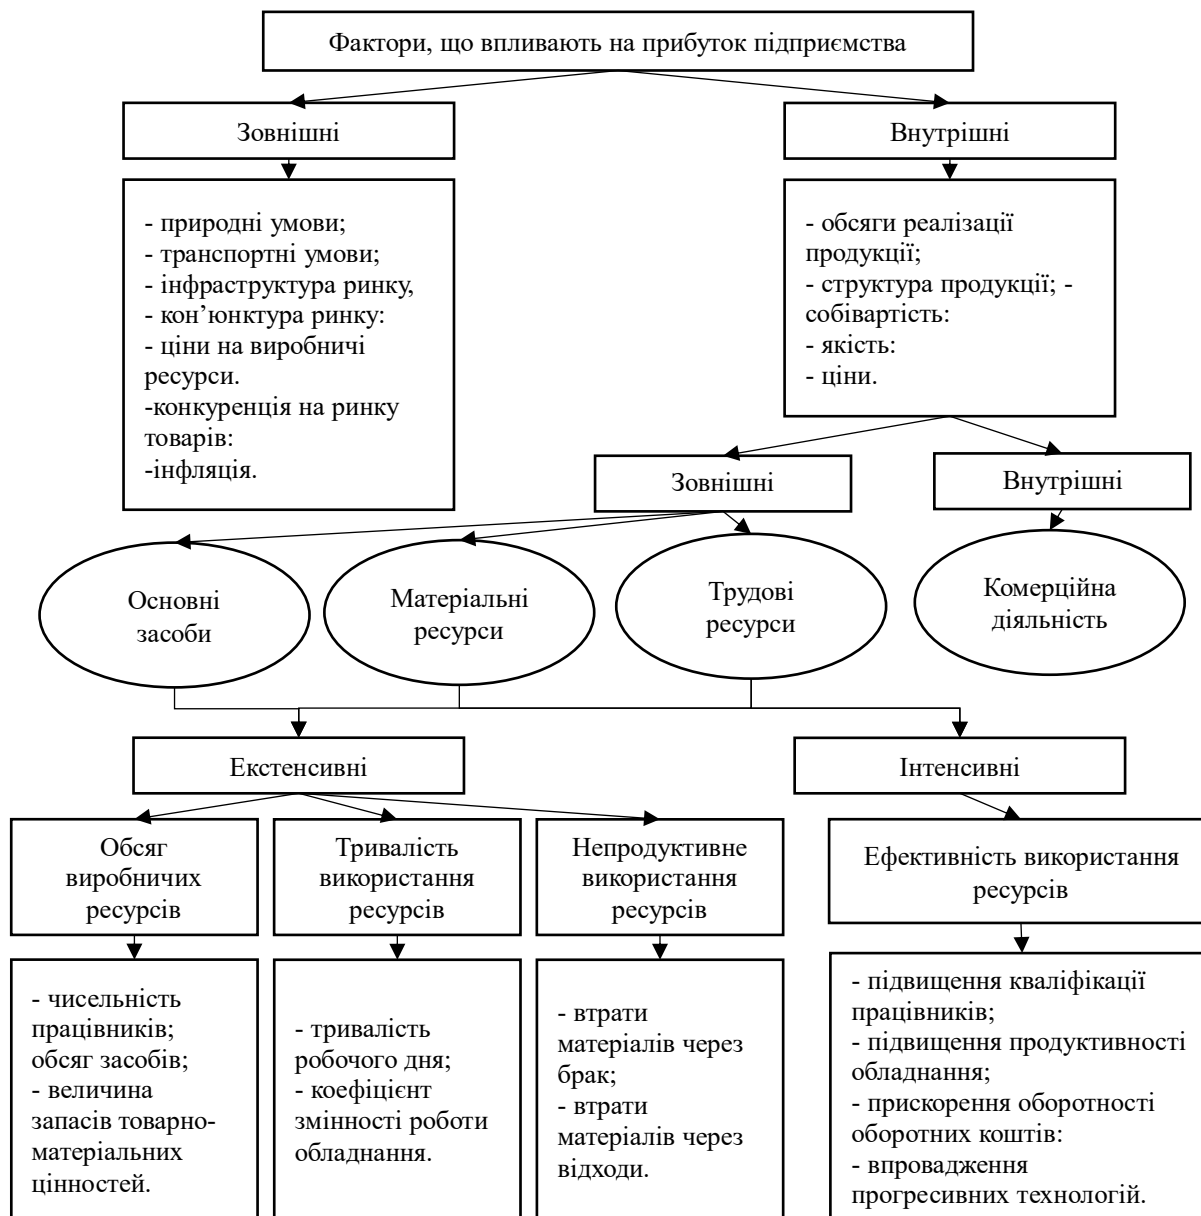 Фактори, що впливають на прибуток підприємства
Зовнішні
Внутрішні
- природні умови;
- транспортні умови;
- інфраструктура ринку,
- кон’юнктура ринку:
- ціни на виробничі
ресурси.
-конкуренція на ринку
товарів:
-інфляція.
- обсяги реалізації
продукції;
- структура продукції; -
собівартість:
- якість:
- ціни.
Зовнішні
Внутрішні
Основні
засоби
Матеріальні
ресурси
Трудові
ресурси
Комерційна
діяльність
Екстенсивні
Інтенсивні
Обсяг
виробничих
ресурсів
Тривалість
використання
ресурсів
Непродуктивне
використання
ресурсів
Ефективність використання
ресурсів
- чисельність
працівників;
обсяг засобів;
- величина
запасів товарно-
матеріальних
цінностей.
- тривалість
робочого дня;
- коефіцієнт
змінності роботи
обладнання.
- втрати
матеріалів через
брак;
- втрати
матеріалів через
відходи.
- підвищення кваліфікації
працівників;
- підвищення продуктивності
обладнання;
- прискорення оборотності
оборотних коштів:
- впровадження
прогресивних технологій.